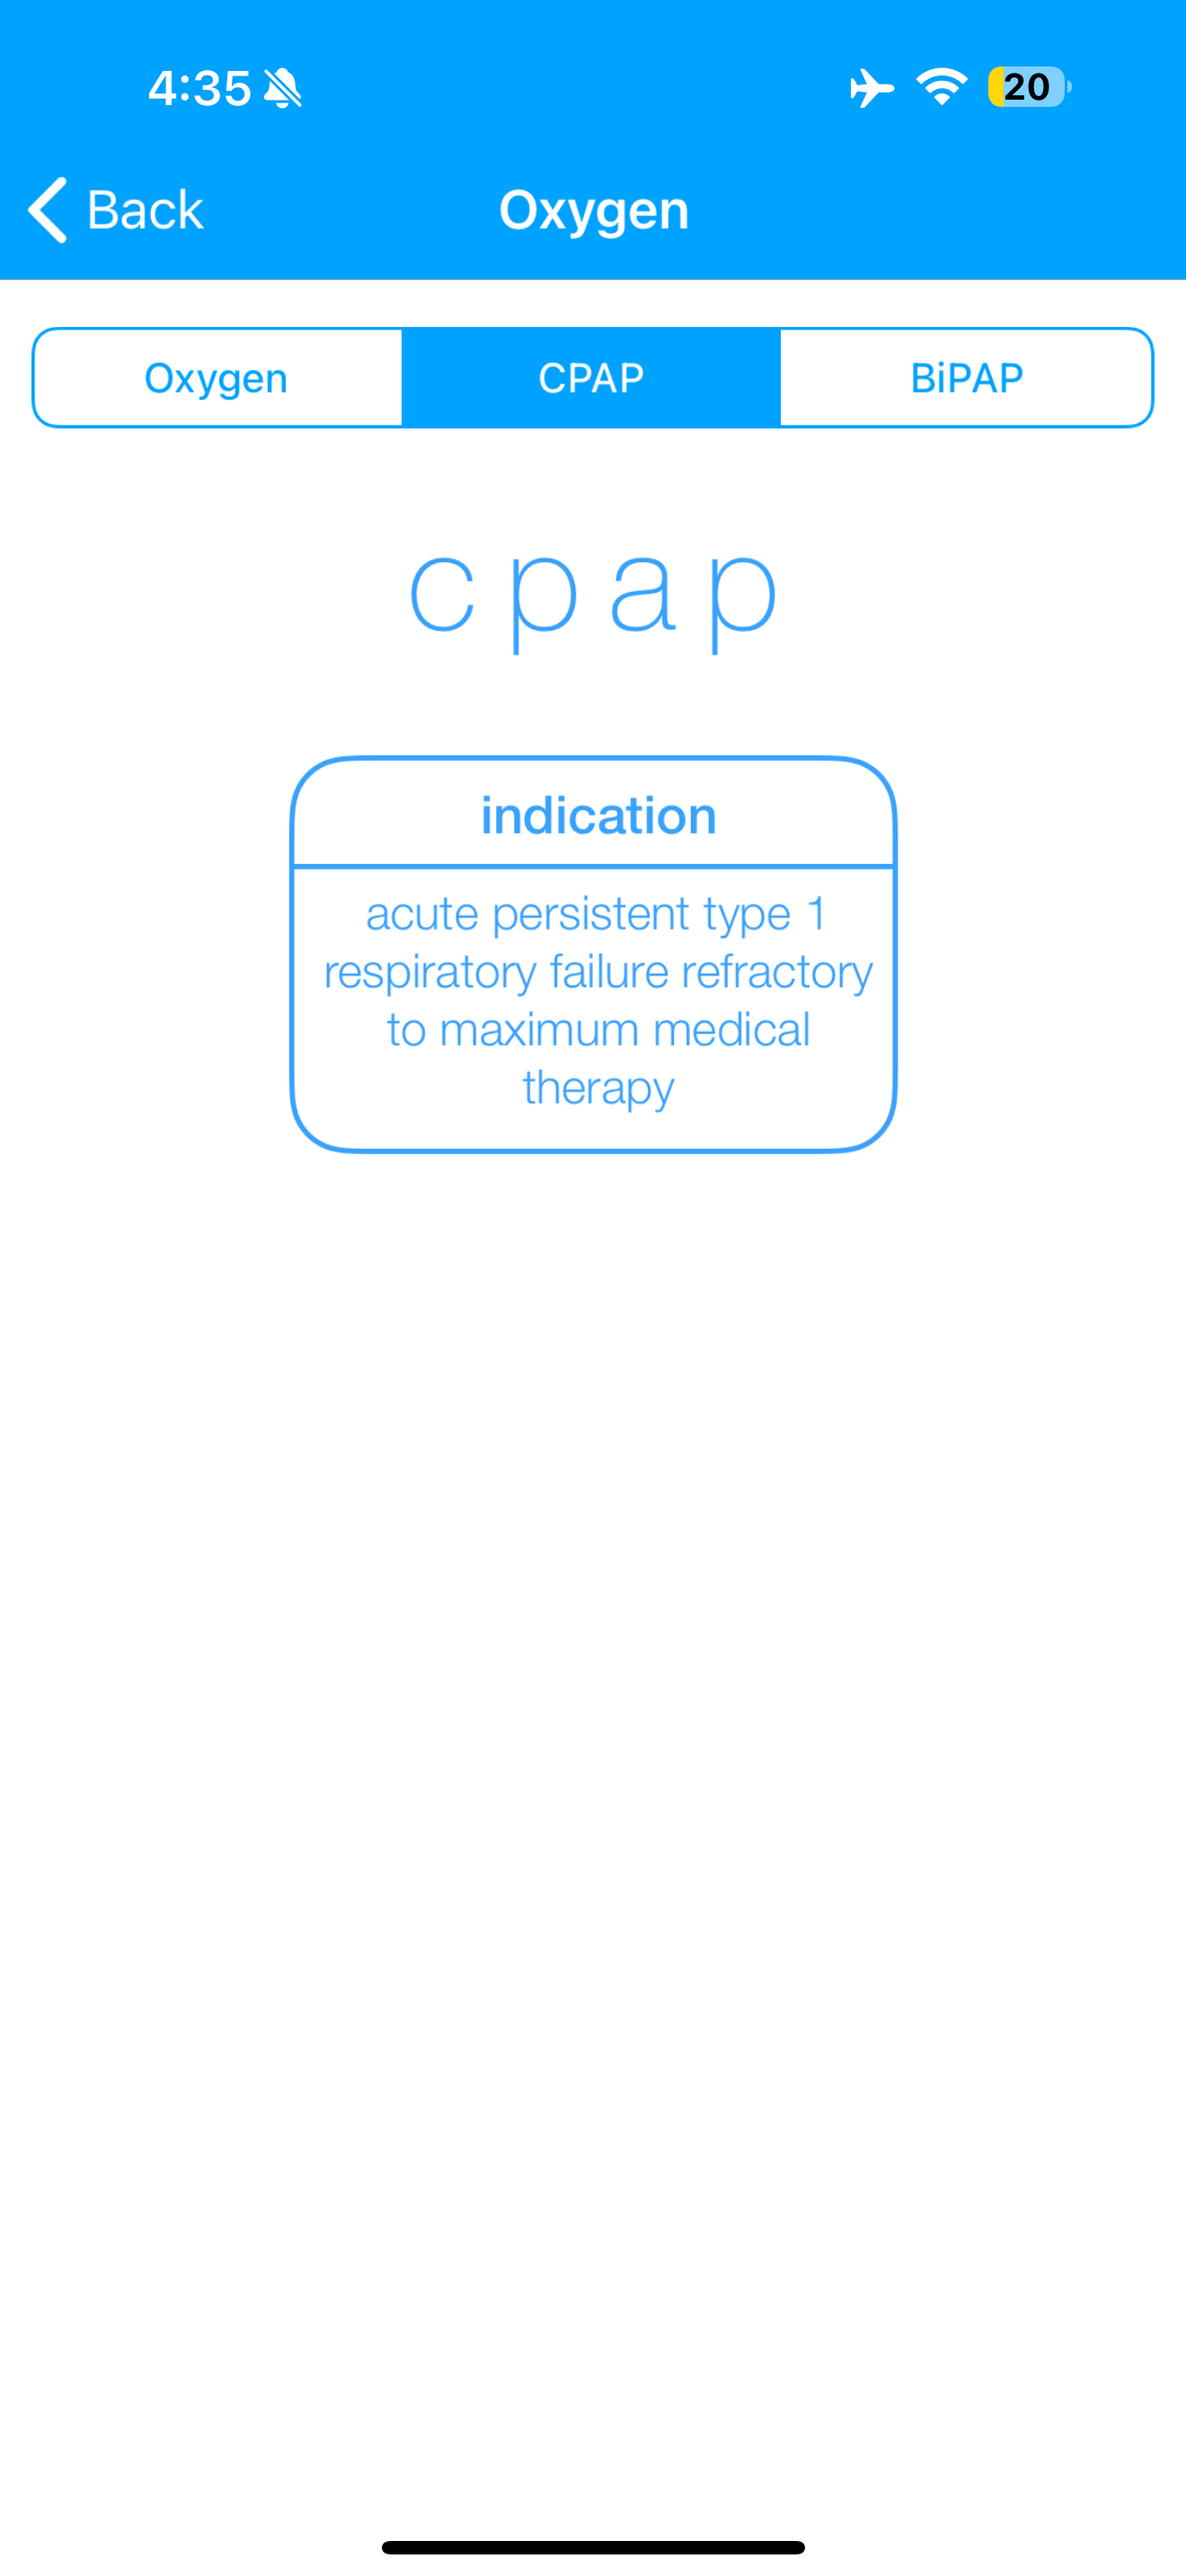 4:35
20
Back
Oxygen
Oxygen CPAP BiPAP
cpap
indication
acute persistent type 1
respiratory failure refractory
to maximum medical
therapy